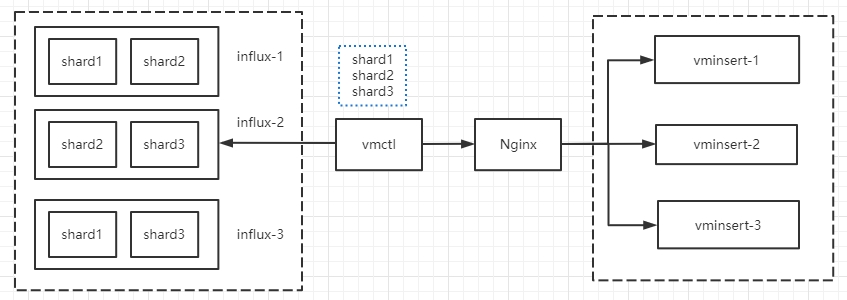 shard1 shard2 influx-1
shard2 shard3 influx-2
shard1 shard3 influx-3
shard1
shard2
shard3
vmctl
Nginx
vminsert-1
vminsert-2
vminsert-3